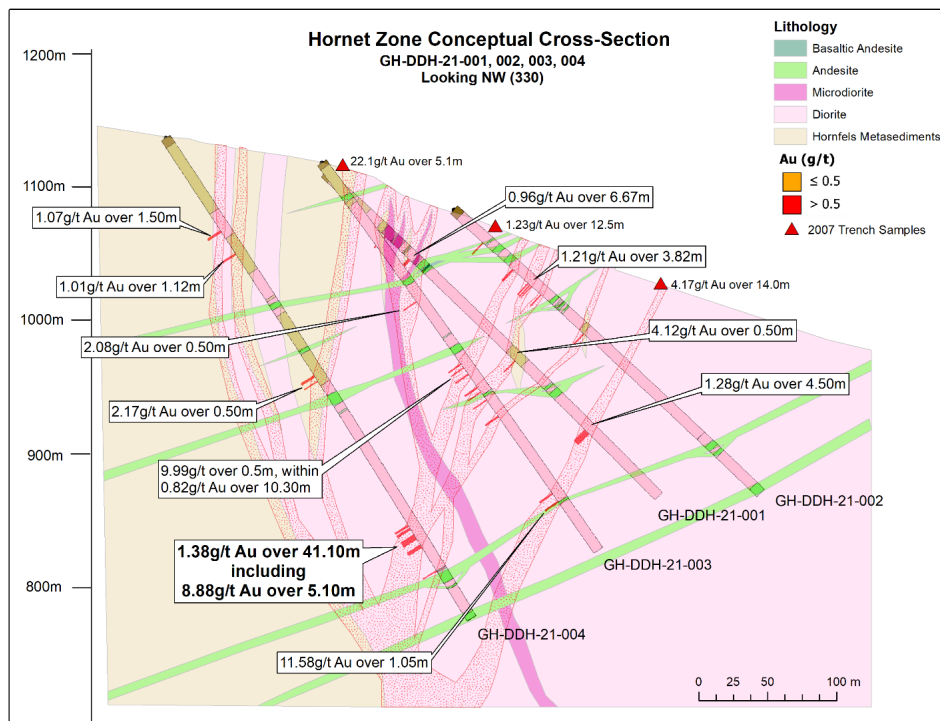 Hornet Zone Conceptual Cross-Section
GH-DDH-21-001, 002, 003, 004
Looking NW (330)
Lithology
Basaltic Andesite
Andesite
Microdiorite
Diorite
Hornfels Metasediments
Au (g/t)
≤ 0.5
> 0.5
2007 Trench Samples
1200m
1100m
1000m
900m
800m
22.1g/t Au over 5.1m
0.96g/t Au over 6.67m
1.23g/t Au over 12.5m
1.07g/t Au over 1.50m
1.21g/t Au over 3.82m
1.01g/t Au over 1.12m
4.17g/t Au over 14.0m
4.12g/t Au over 0.50m
2.08g/t Au over 0.50m
1.28g/t Au over 4.50m
2.17g/t Au over 0.50m
9.99g/t over 0.5m, within
0.82g/t Au over 10.30m
GH-DDH-21-002
GH-DDH-21-001
GH-DDH-21-003
1.38g/t Au over 41.10m
including
8.88g/t Au over 5.10m
GH-DDH-21-004
11.58g/t Au over 1.05m
0 25 50 100 m